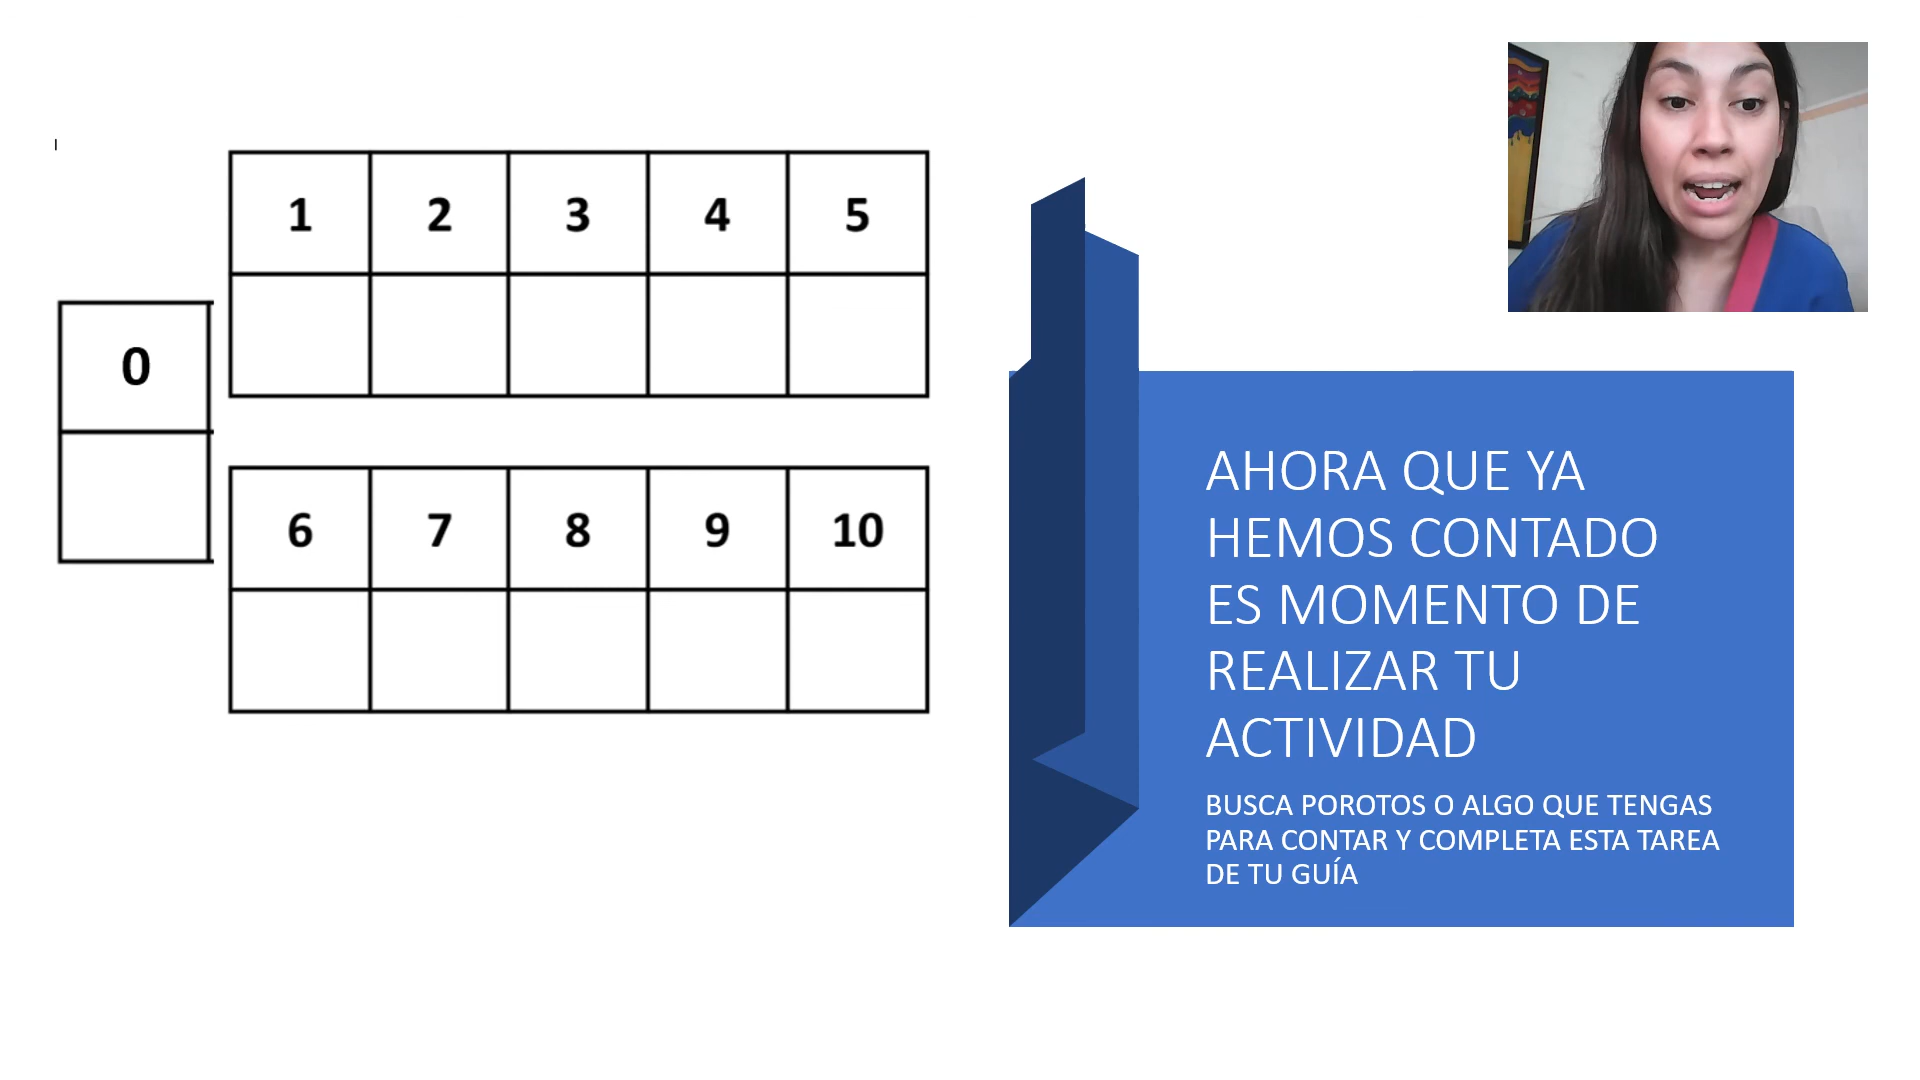 1 2 3 4 5
0
6 7 8 9 10
AHORA QUE YA
HEMOS CONTADO
ES MOMENTO DE
REALIZAR TU
ACTIVIDAD
BUSCA POROTOS O ALGO QUE TENGAS
PARA CONTAR Y COMPLETA ESTA TAREA
DE TU GUÍA